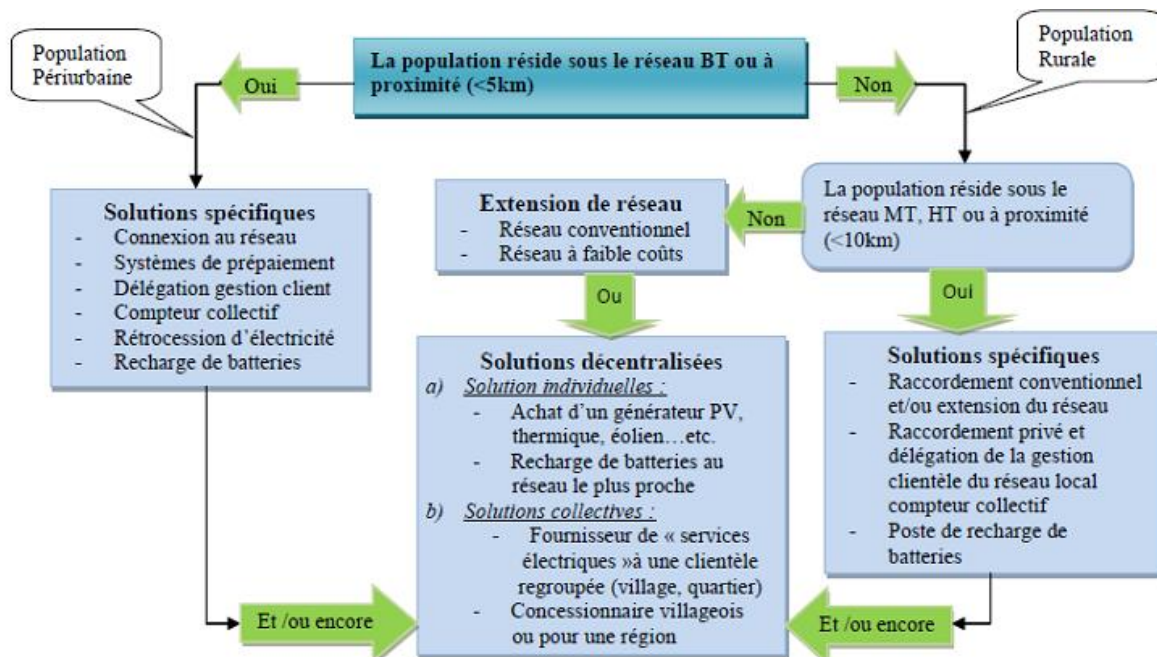 Population
Périurbaine
La population réside sous le réseau BT ou à
proximité (<5km)
Population
Rurale
Oui
Non
Solutions spécifiques
- Connexion au réseau
- Systèmes de prépaiement
- Délégation gestion client
- Compteur collectif
- Rétrocession d'électricité
- Recharge de batteries
Extension de réseau
- Réseau conventionnel
- Réseau à faible coûts
Non
La population réside sous le
réseau MT, HT ou à proximité
(<10km)
Ou
Oui
Solutions décentralisées
a) Solution individuelles :
- Achat d'un générateur PV,
thermique, éolien…etc.
- Recharge de batteries au
réseau le plus proche
b) Solutions collectives :
- Fournisseur de « services
électriques »à une clientèle
regroupée (village, quartier)
- Concessionnaire villageois
ou pour une région
Solutions spécifiques
- Raccordement conventionnel
et/ou extension du réseau
- Raccordement privé et
délégation de la gestion
clientèle du réseau local
compteur collectif
- Poste de recharge de
batteries
Et /ou encore
Et /ou encore